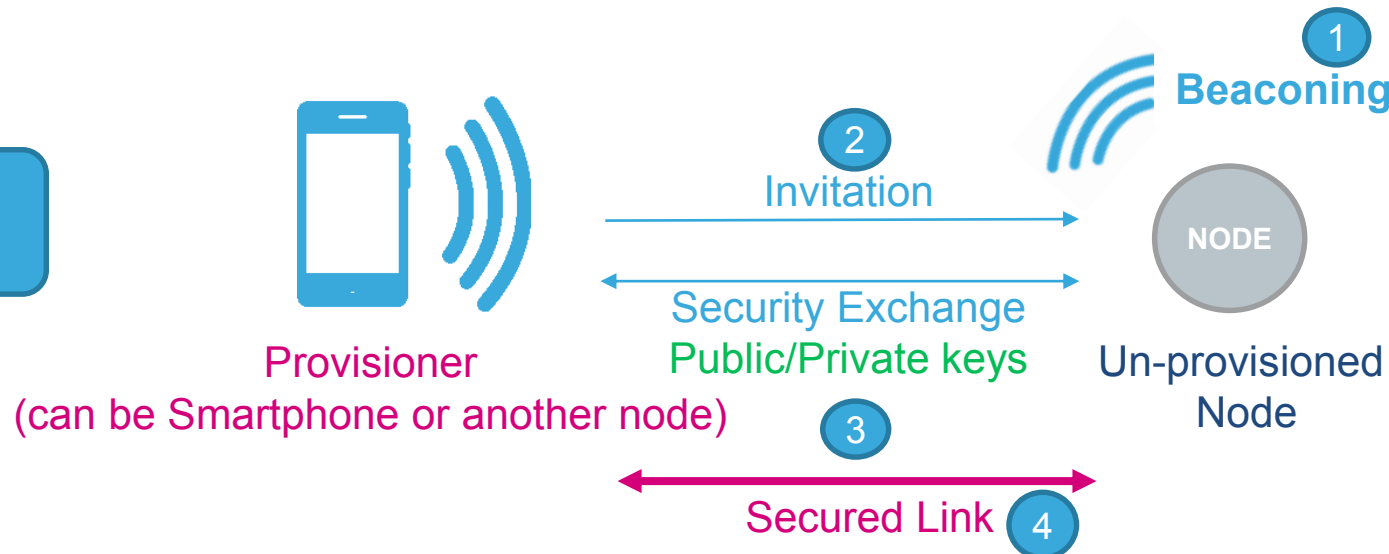 1
Beaconing
2
Invitation
NODE
Security Exchange
Public/Private keys
Provisioner
(can be Smartphone or another node)
Un-provisioned
Node
3
Secured Link
4